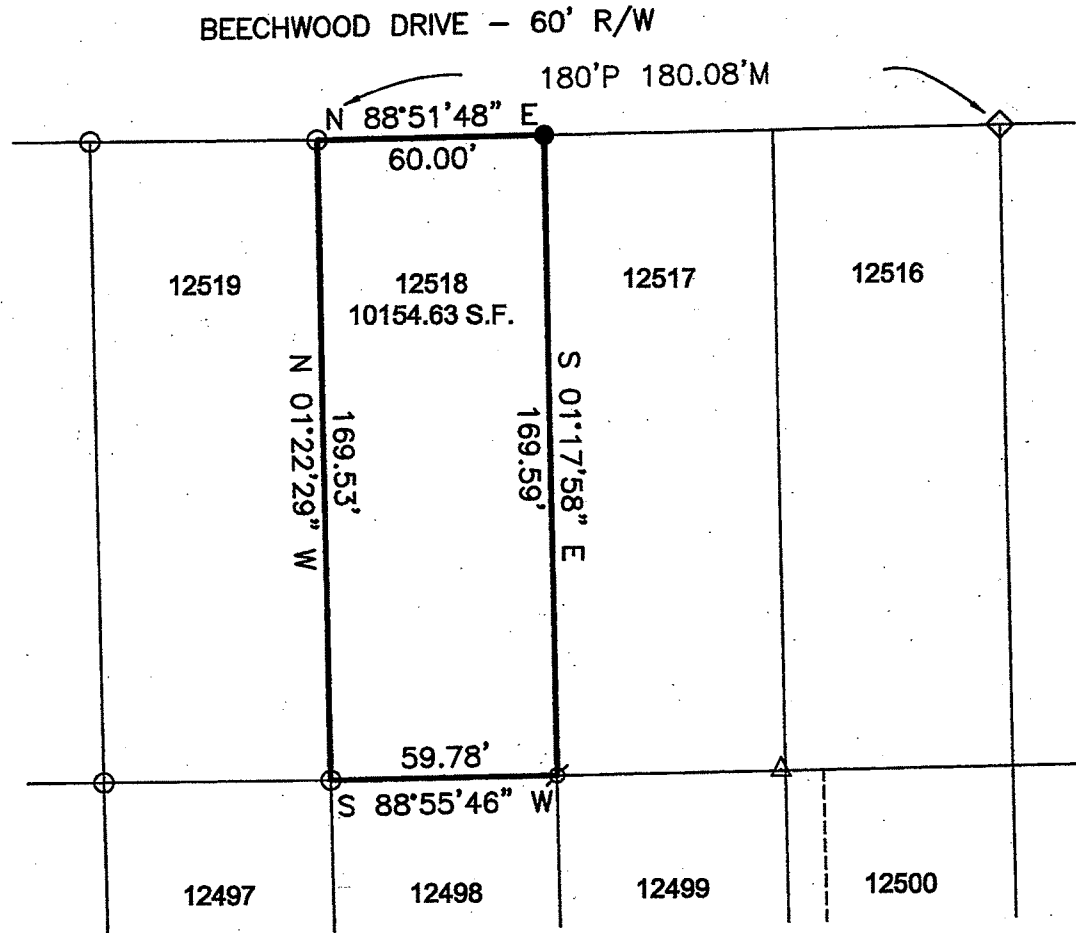 BEECHWOOD DRIVE - 60' R/W
180'P 180.08'M
N 88°51'48" E
60.00'
12519
12518
10154.63 S.F.
12517
12516
N 01°22'29" W
169.53'
169.59'
S 01°17'58" E
59.78'
S 88°55'46" W
12497
12498
12499
12500